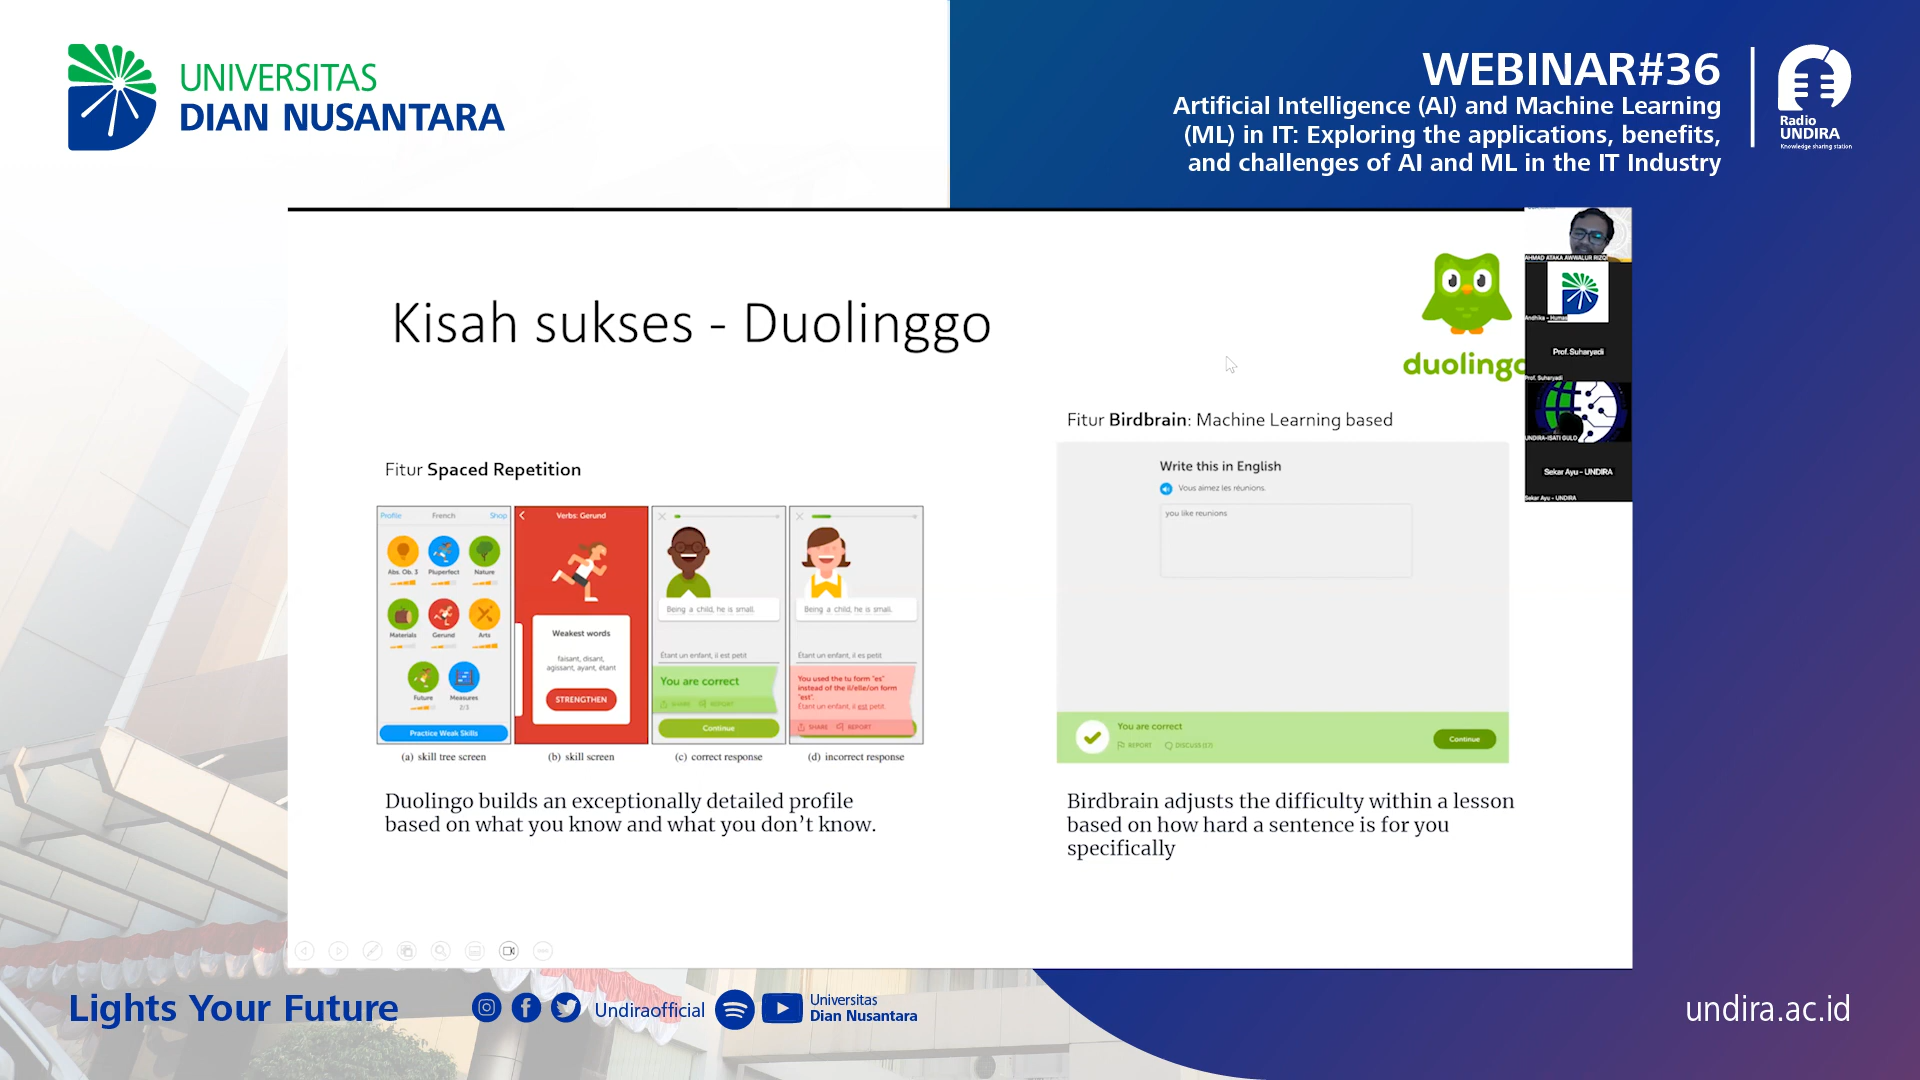 UNIVERSITAS
DIAN NUSANTARA
WEBINAR#36
Artificial Intelligence (AI) and Machine Learning
(ML) in IT: Exploring the applications, benefits,
and challenges of AI and ML in the IT Industry
Radio
UNDIRA
Knowledge sharing station
Kisah sukses - Duolinggo
duolingo
AHMAD ATAKA AWWALUR RIZQI
Andhika - Humas
Prof. Suharyadi
Prof. Suharyadi
UNDIRA-ISATI GULO
Sekar Ayu - UNDIRA
Sekar Ayu - UNDIRA
Fitur Spaced Repetition
Profile French Shop
Abs. Ob. 3 Pluperfect Nature
Materials Gerund Arts
Future Measures
2/3
Practice Weak Skills
(a) skill tree screen
Verbs: Gerund
Weakest words
faisant, disant,
agissant, ayant, étant
STRENGTHEN
(b) skill screen
Being a child, he is small.
Étant un enfant, il est petit
You are correct
SHARE REPORT
Continue
(c) correct response
Being a child, he is small.
Étant un enfant, il es petit
You used the tu form "es"
instead of the il/elle/on form
"est".
Étant un enfant, il est petit.
SHARE REPORT
(d) incorrect response
Duolingo builds an exceptionally detailed profile
based on what you know and what you don't know.
Fitur Birdbrain: Machine Learning based
Write this in English
Vous aimez les réunions.
you like reunions
You are correct
REPORT DISCUSS (17)
Continue
Birdbrain adjusts the difficulty within a lesson
based on how hard a sentence is for you
specifically
Lights Your Future
Undiraofficial
Universitas
Dian Nusantara
undira.ac.id